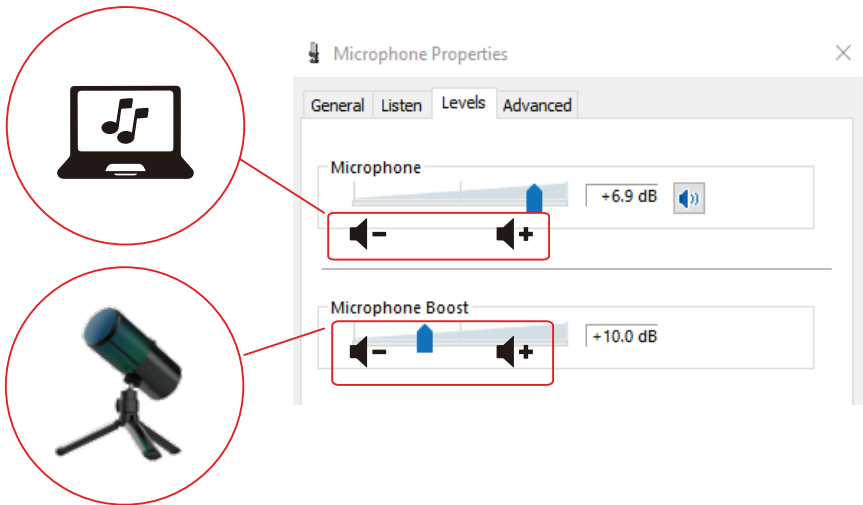 Microphone Properties
General Listen Levels Advanced
Microphone
+6.9 dB
Microphone Boost
+10.0 dB